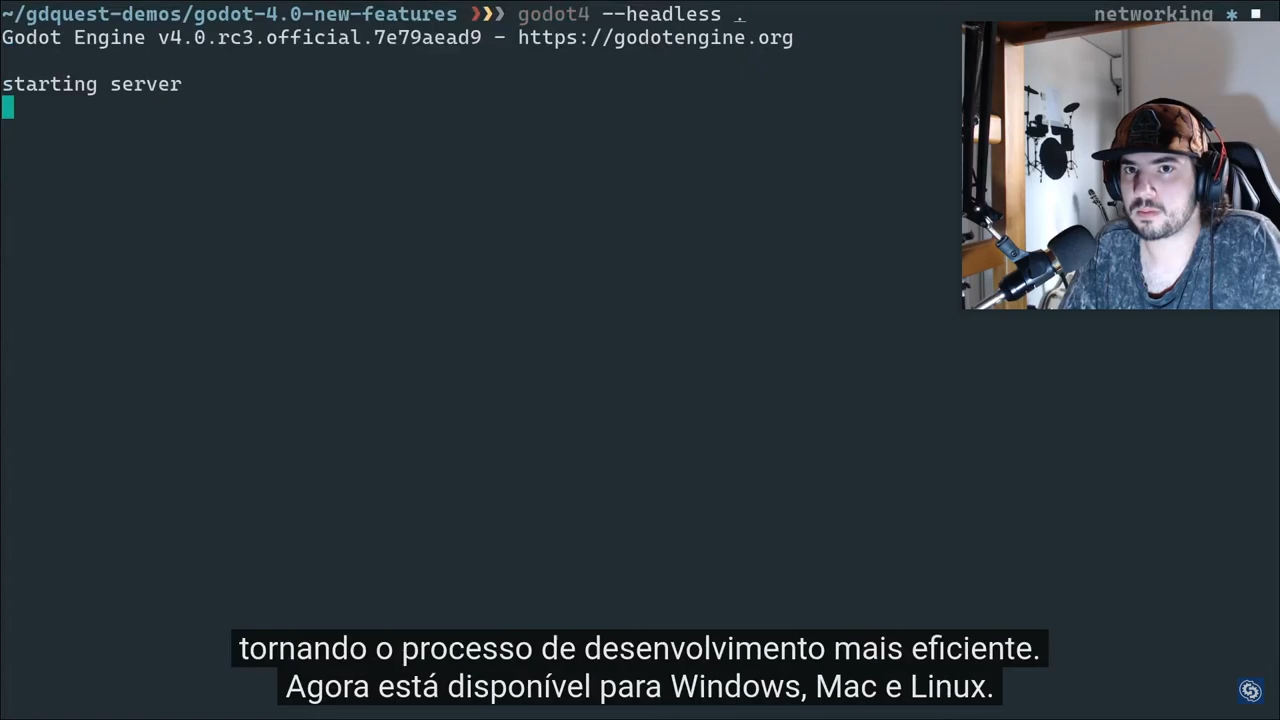 ~/gdquest-demos/godot-4.0-new-features ❯❯❯ godot4 --headless .
networking * ■
Godot Engine v4.0.rc3.official.7e79aead9 - https://godotengine.org
starting server
tornando o processo de desenvolvimento mais eficiente.
Agora está disponível para Windows, Mac e Linux.